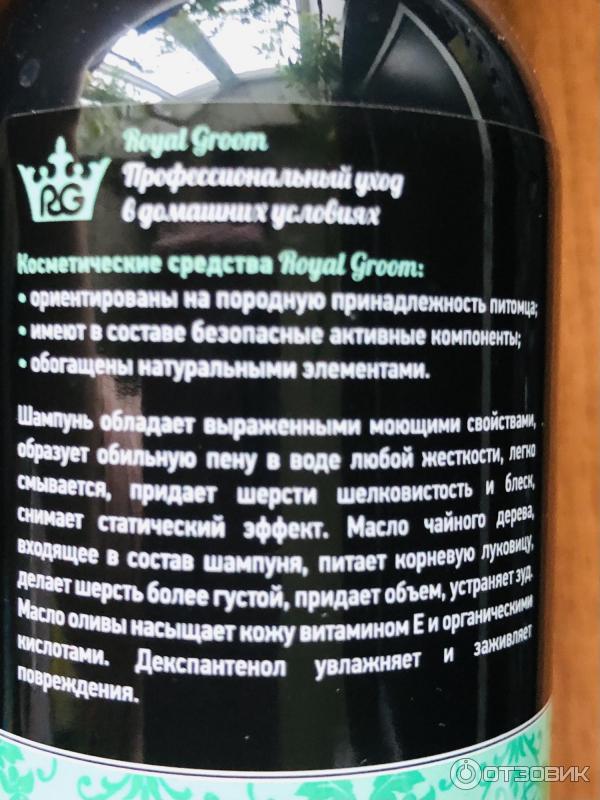 Royal Groom
RG
Профессиональный уход
в домашних условиях
Косметические средства Royal Groom:
• ориентированы на породную принадлежность питомца;
• имеют в составе безопасные активные компоненты;
• обогащены натуральными элементами.
Шампунь обладает выраженными моющими свойствами,
образует обильную пену в воде любой жесткости, легко
смывается, придает шерсти шелковистость и блеск,
снимает статический эффект. Масло чайного дерева,
входящее в состав шампуня, питает корневую луковицу,
делает шерсть более густой, придает объем, устраняет зуд.
Масло оливы насыщает кожу витамином Е и органическими
кислотами. Декспантенол увлажняет и заживляет
повреждения.
ОТЗОВИК